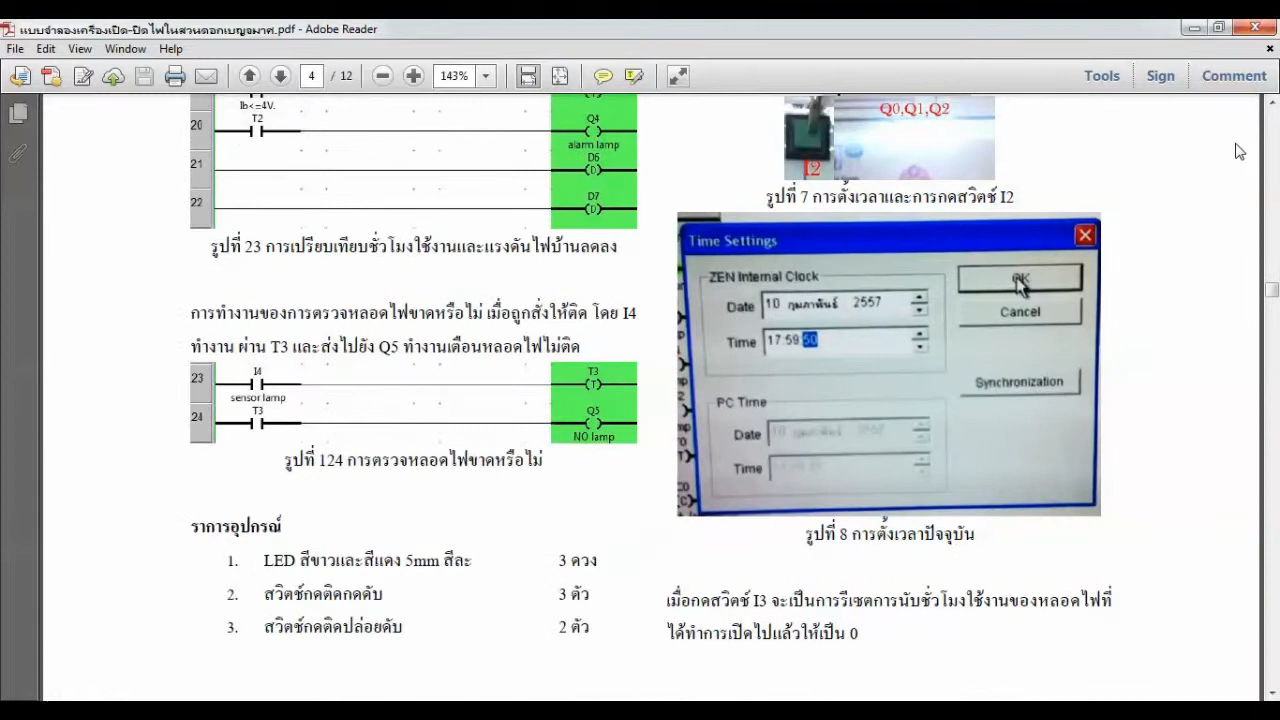 แบบจำลองเครื่องเปิด-ปิดไฟในสวนดอกเบญจมาศ.pdf - Adobe Reader
File Edit View Window Help
4 / 12 143% Tools Sign Comment
Ib<=4V.
20 T2 Q4
alarm lamp
21 D6
(D)
22 D7
(D)
รูปที่ 23 การเปรียบเทียบชั่วโมงใช้งานและแรงดันไฟบ้านลดลง
การทำงานของการตรวจหลอดไฟขาดหรือไม่ เมื่อถูกสั่งให้ติด โดย I4
ทำงาน ผ่าน T3 และส่งไปยัง Q5 ทำงานเตือนหลอดไฟไม่ติด
23 I4 T3
sensor lamp (T)
24 T3 Q5
NO lamp
รูปที่ 124 การตรวจหลอดไฟขาดหรือไม่
ราการอุปกรณ์
1. LED สีขาวและสีแดง 5mm สีละ 3 ดวง
2. สวิตช์กดติดกดดับ 3 ตัว
3. สวิตช์กดติดปล่อยดับ 2 ตัว
Q0,Q1,Q2
I2
รูปที่ 7 การตั้งเวลาและการกดสวิตช์ I2
Time Settings
ZEN Internal Clock
OK
Date 10 กุมภาพันธ์ 2557
Cancel
Time 17:59:50
Synchronization
PC Time
Date 10 กุมภาพันธ์ 2557
Time
รูปที่ 8 การตั้งเวลาปัจจุบัน
เมื่อกดสวิตช์ I3 จะเป็นการรีเซตการนับชั่วโมงใช้งานของหลอดไฟที่
ได้ทำการเปิดไปแล้วให้เป็น 0